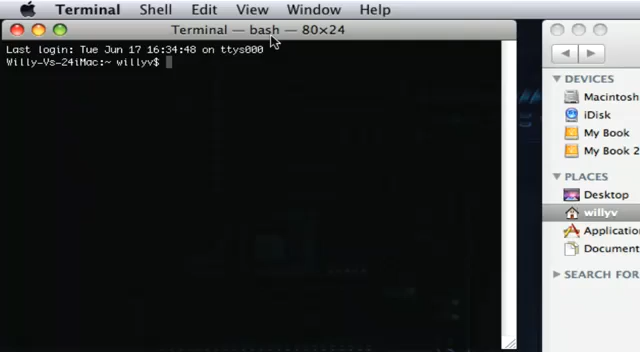 Terminal Shell Edit View Window Help
Terminal — bash — 80×24
Last login: Tue Jun 17 16:34:48 on ttys000
Willy-Vs-24iMac:~ willyv$
DEVICES
Macintosh
iDisk
My Book
My Book 2
PLACES
Desktop
willyv
Applicatio
Document
SEARCH FOR